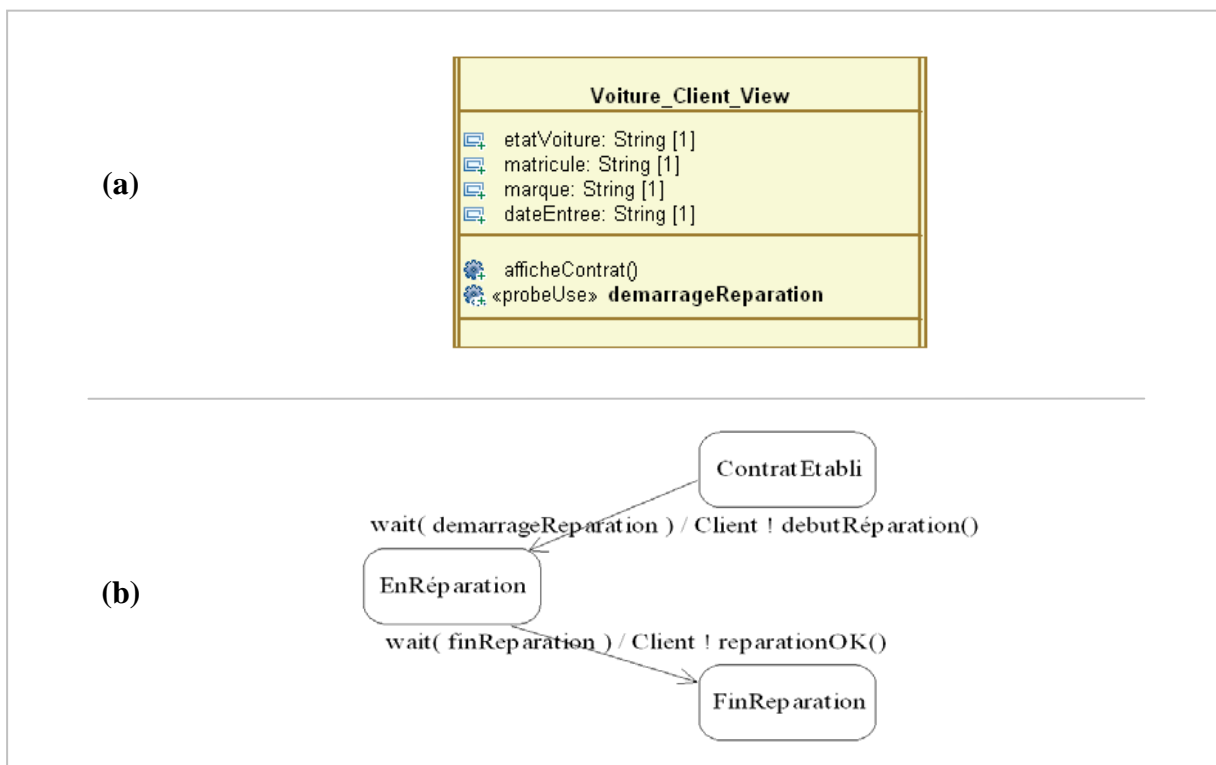 (a)
Voiture_Client_View
etatVoiture: String [1]
matricule: String [1]
marque: String [1]
dateEntree: String [1]
afficheContrat()
«probeUse» demarrageReparation
(b)
ContratEtabli
wait( demarrageReparation ) / Client ! debutRéparation()
EnRéparation
wait( finReparation ) / Client ! reparationOK()
FinReparation